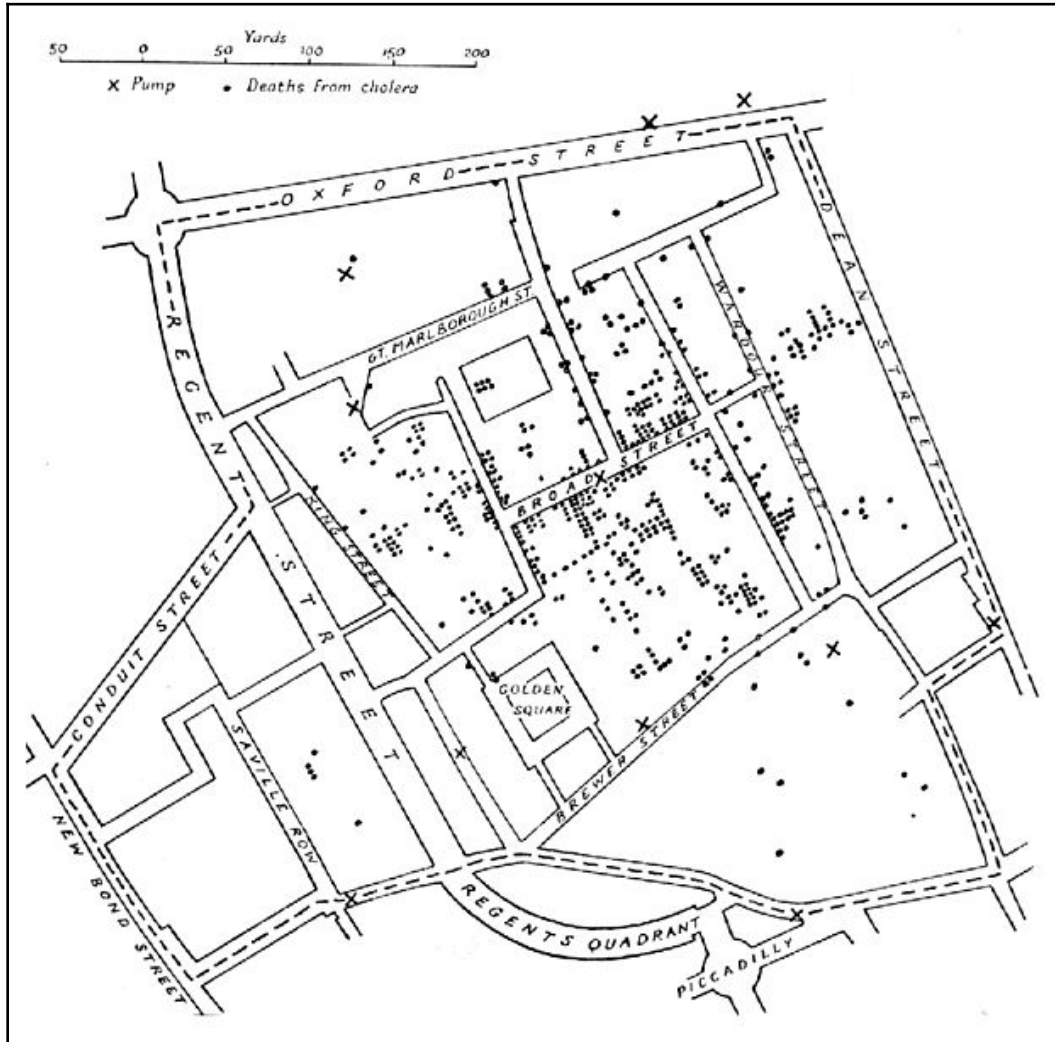 Yards
50 0 50 100 150 200
x Pump • Deaths from cholera
OXFORD STREET
DEAN STREET
REGENT STREET
GT. MARLBOROUGH ST.
WARDOUR STREET
BROAD STREET
KING STREET
CONDUIT STREET
GOLDEN
SQUARE
SAVILLE ROW
BREWER STREET
NEW BOND STREET
REGENTS QUADRANT
PICCADILLY